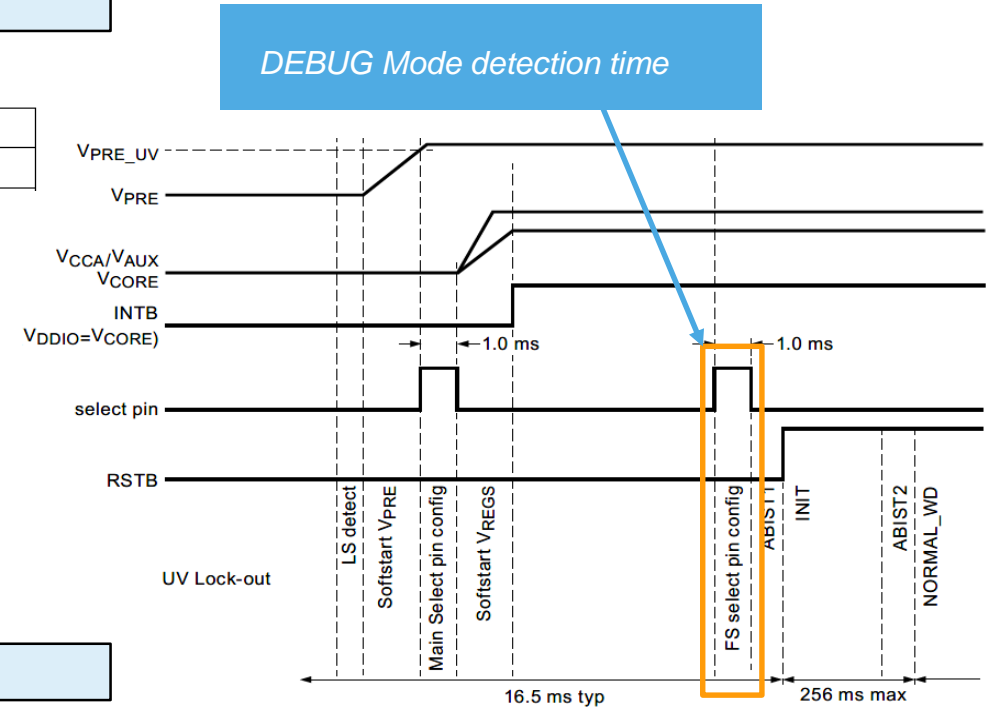 DEBUG Mode detection time
VPRE_UV
VPRE
VCCA/VAUX
VCORE
INTB
VDDIO=VCORE)
1.0 ms
1.0 ms
select pin
RSTB
UV Lock-out
LS detect
Softstart VPRE
Main Select pin config
Softstart VREGS
FS select pin config
ABIST1
INIT
ABIST2
NORMAL_WD
16.5 ms typ
256 ms max